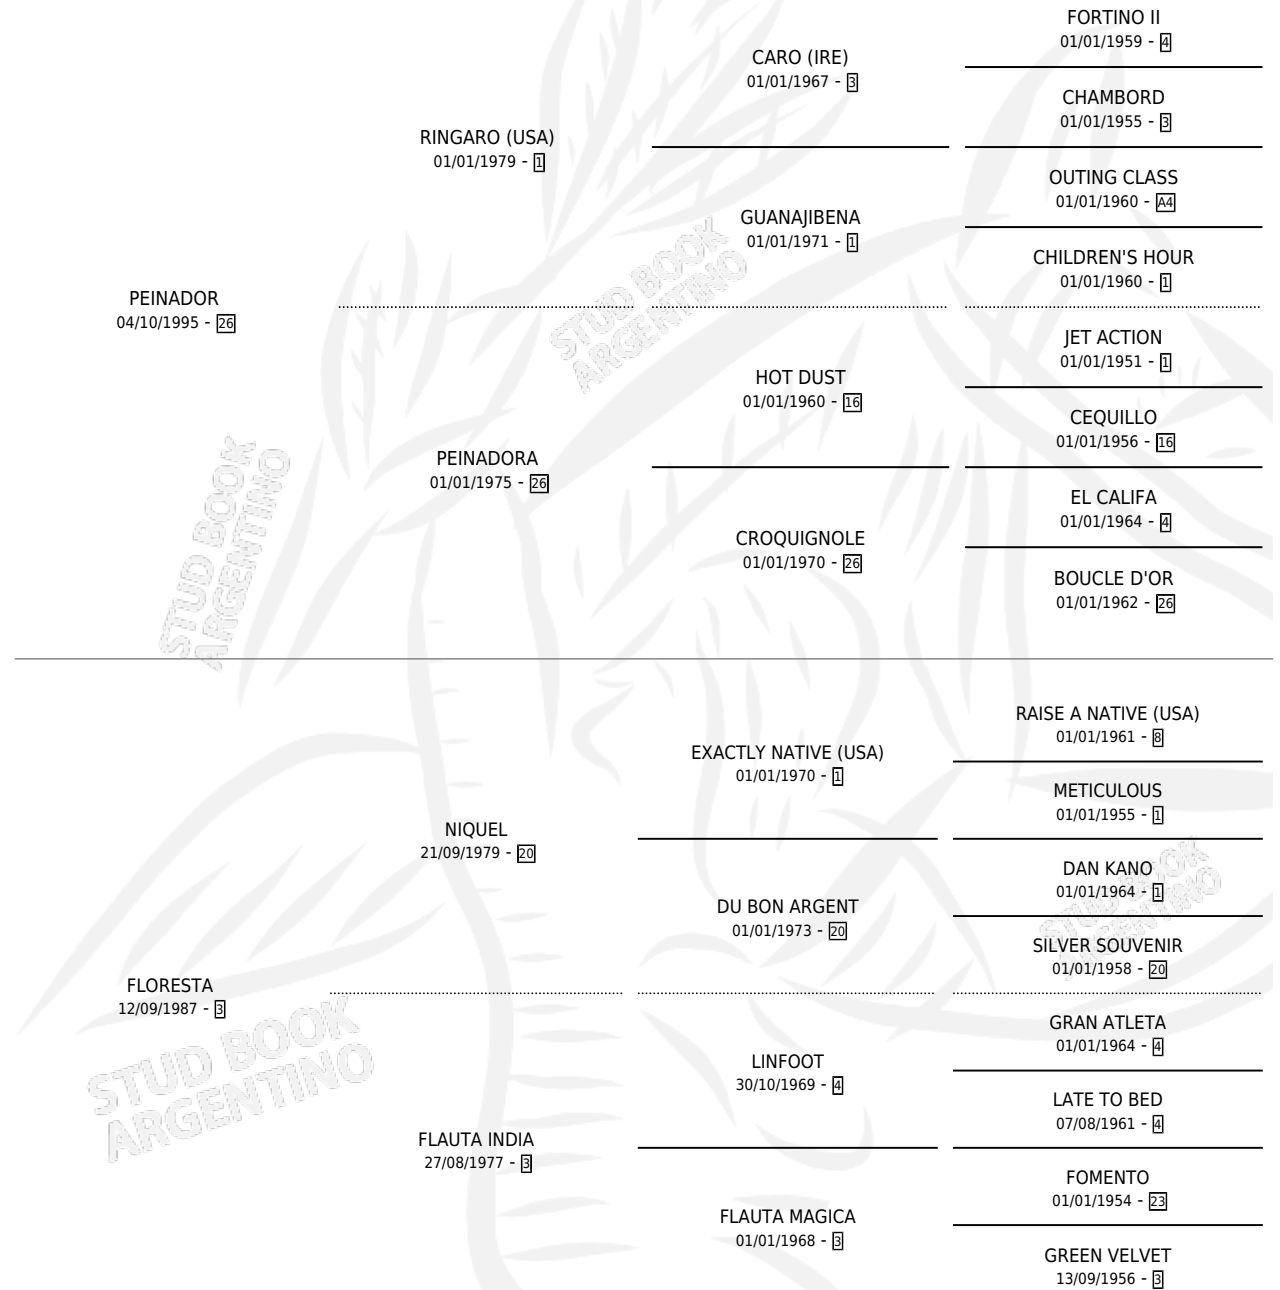 FORTINO II
01/01/1959 - 4
CARO (IRE)
01/01/1967 - 3
CHAMBORD
01/01/1955 - 3
RINGARO (USA)
01/01/1979 - 1
OUTING CLASS
01/01/1960 - A4
GUANAJIBENA
01/01/1971 - 1
CHILDREN'S HOUR
01/01/1960 - 1
PEINADOR
04/10/1995 - 26
STUD BOOK
ARGENTINO
JET ACTION
01/01/1951 - 1
HOT DUST
01/01/1960 - 16
CEQUILLO
01/01/1956 - 16
PEINADORA
01/01/1975 - 26
EL CALIFA
01/01/1964 - 4
CROQUIGNOLE
01/01/1970 - 26
BOUCLE D'OR
01/01/1962 - 26
STUD BOOK
ARGENTINO
RAISE A NATIVE (USA)
01/01/1961 - 8
EXACTLY NATIVE (USA)
01/01/1970 - 1
METICULOUS
01/01/1955 - 1
NIQUEL
21/09/1979 - 20
DAN KANO
01/01/1964 - 1
DU BON ARGENT
01/01/1973 - 20
STUD BOOK
ARGENTINO
SILVER SOUVENIR
01/01/1958 - 20
FLORESTA
12/09/1987 - 3
STUD BOOK
ARGENTINO
GRAN ATLETA
01/01/1964 - 4
LINFOOT
30/10/1969 - 4
LATE TO BED
07/08/1961 - 4
FLAUTA INDIA
27/08/1977 - 3
FOMENTO
01/01/1954 - 23
FLAUTA MAGICA
01/01/1968 - 3
GREEN VELVET
13/09/1956 - 3